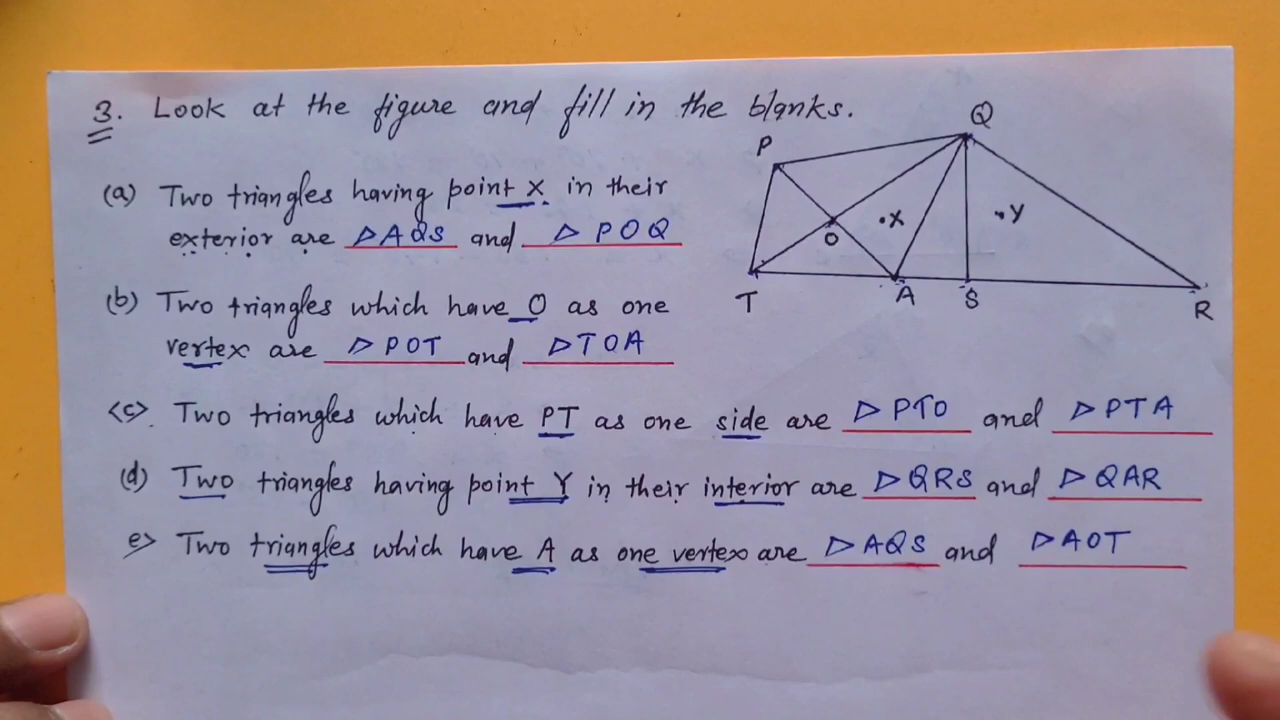 3. Look at the figure and fill in the blanks.
(a) Two triangles having point X in their
exterior are △AQS and △POQ
(b) Two triangles which have O as one
vertex are △POT and △TOA
(c) Two triangles which have PT as one side are △PTO and △PTA
(d) Two triangles having point Y in their interior are △QRS and △QAR
e) Two triangles which have A as one vertex are △AQS and △AOT
Q
P
X
Y
O
T
A
S
R